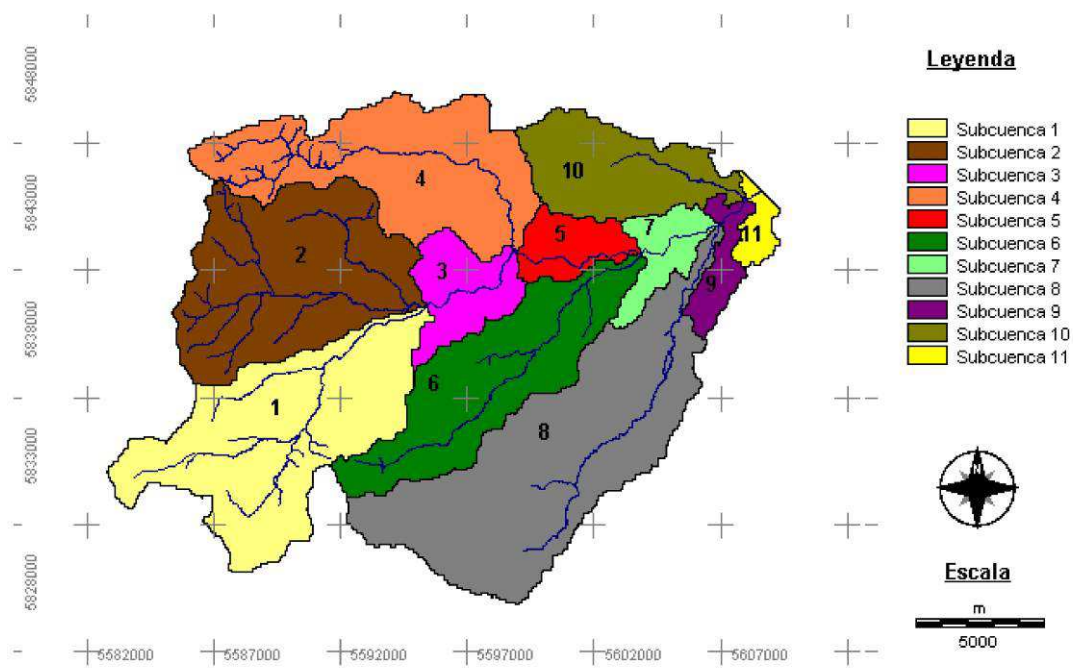 Leyenda
Subcuenca 1
Subcuenca 2
Subcuenca 3
Subcuenca 4
Subcuenca 5
Subcuenca 6
Subcuenca 7
Subcuenca 8
Subcuenca 9
Subcuenca 10
Subcuenca 11
N
Escala
m
5000
5848000
5843000
5838000
5833000
5828000
5582000
5587000
5592000
5597000
5602000
5607000
10
4
7
5
11
2
3
9
6
1
8